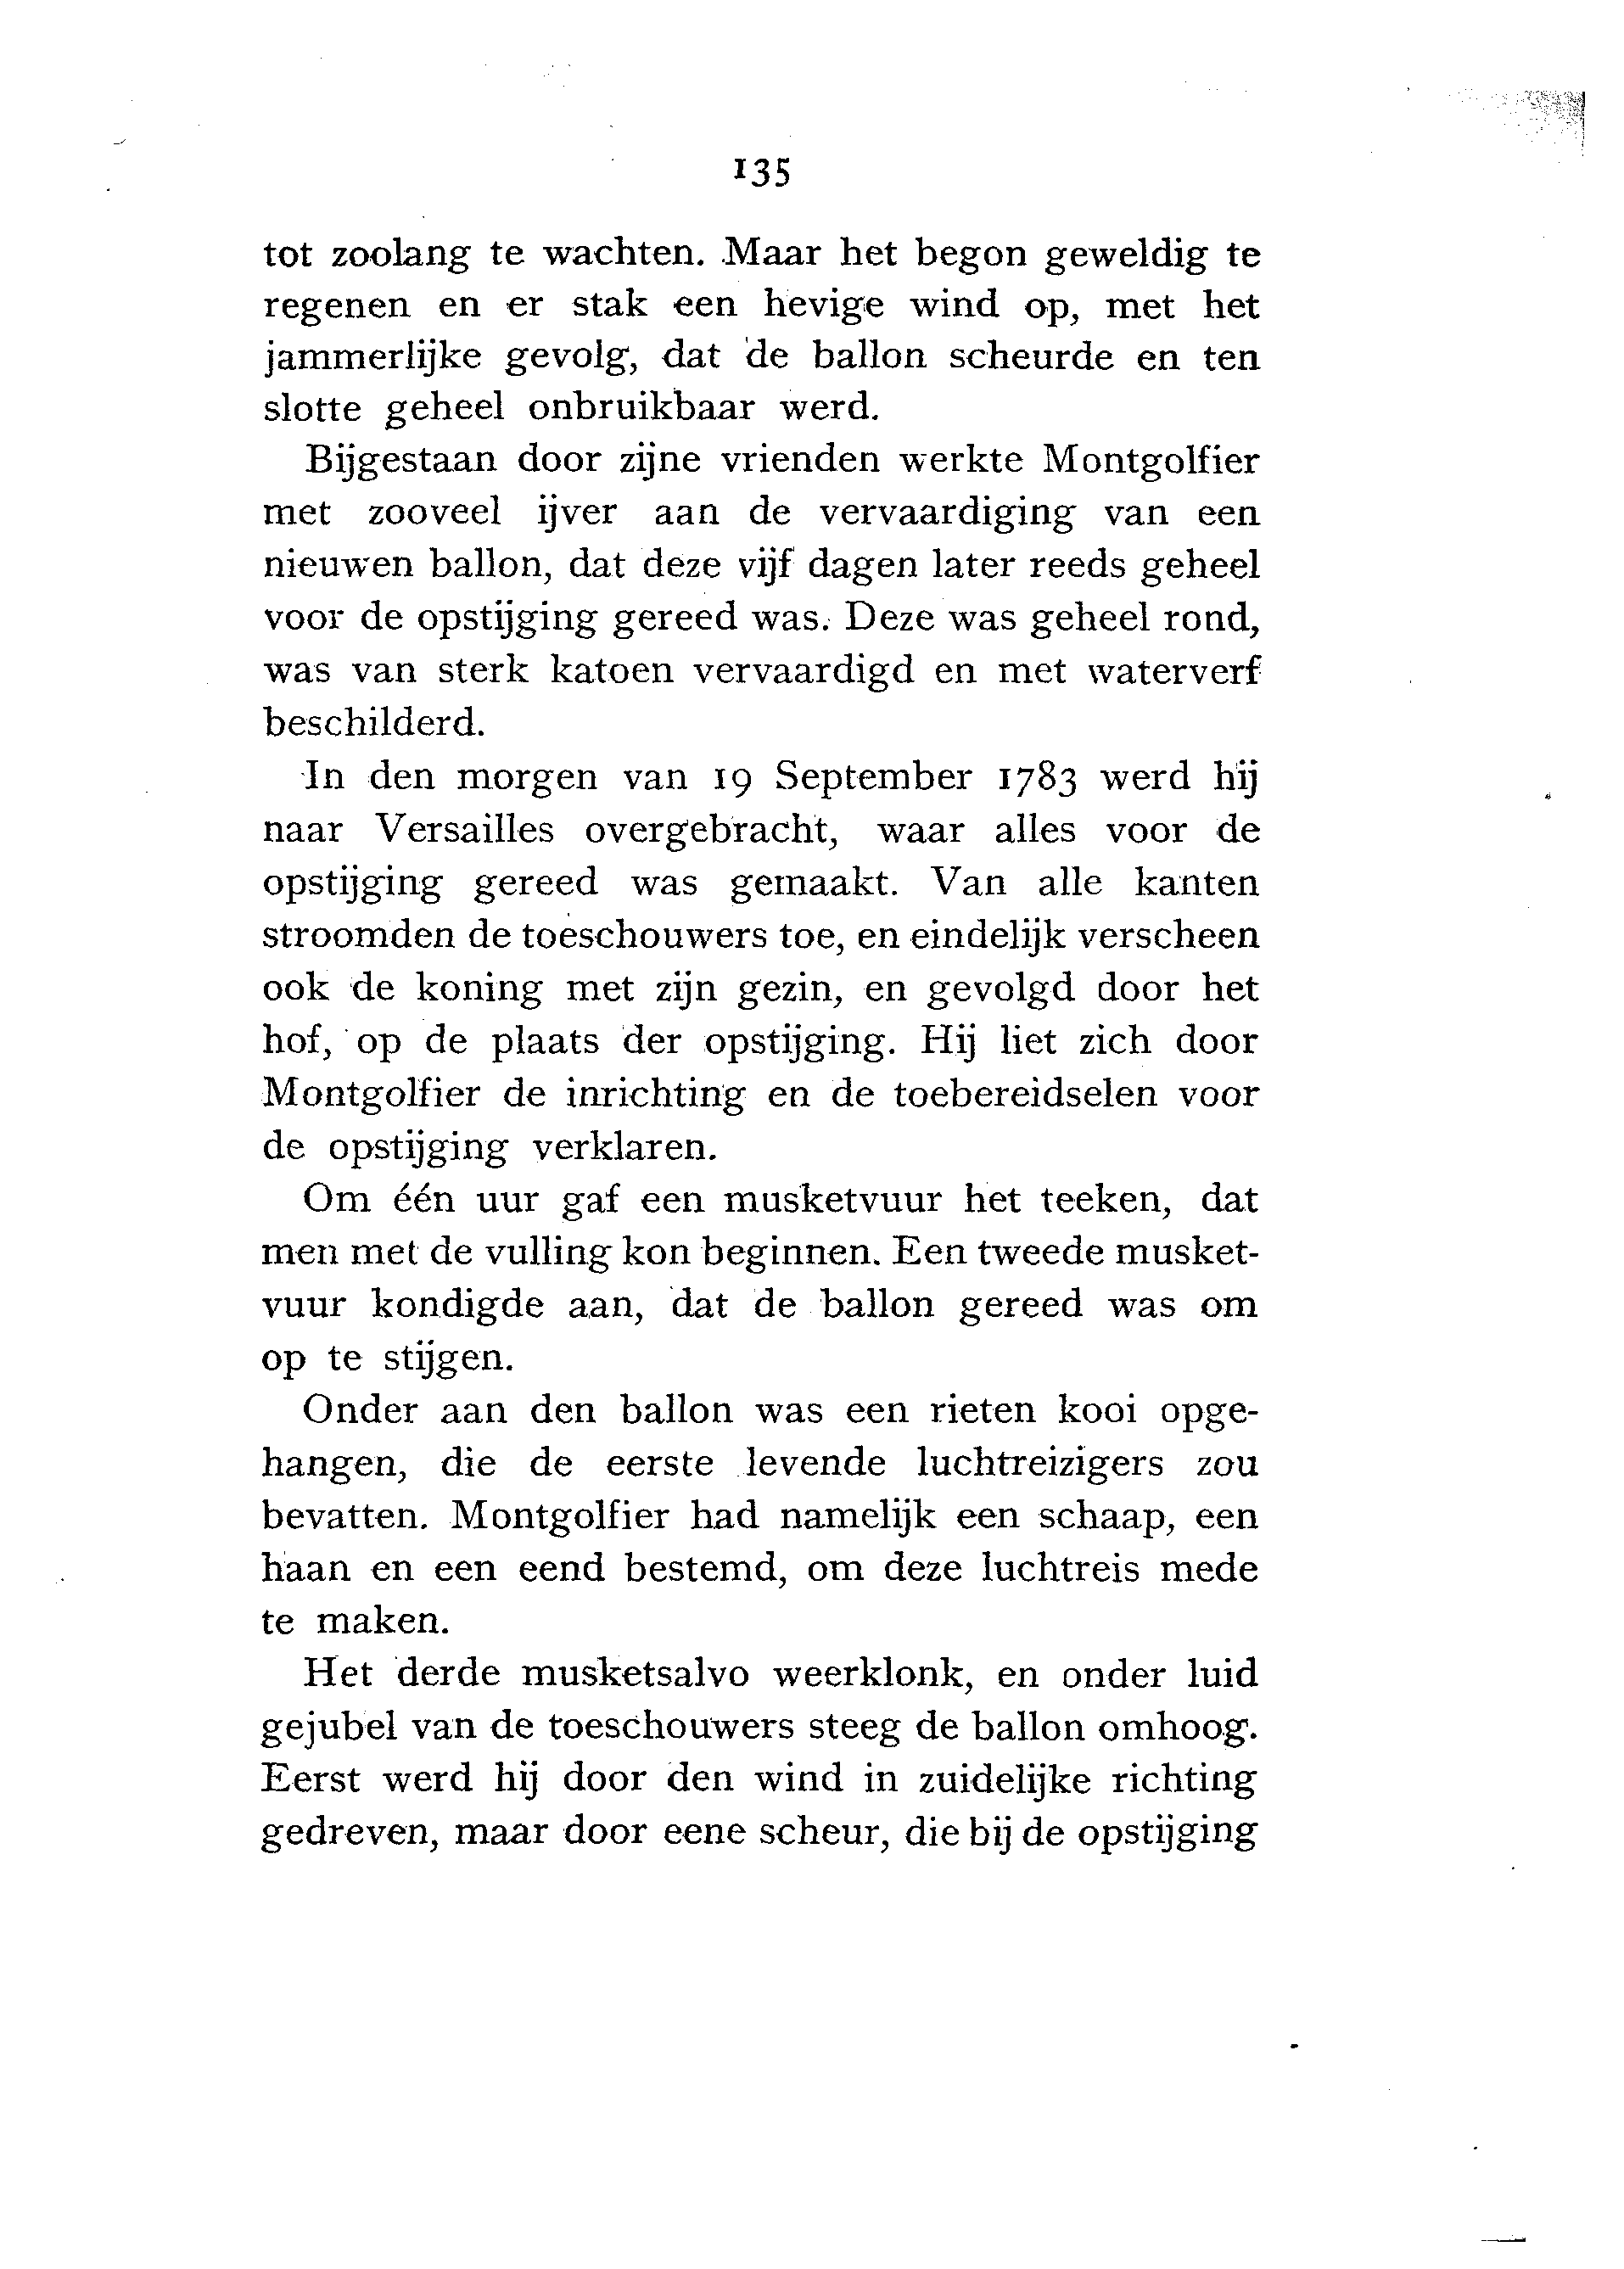 135
tot zoolang te wachten. Maar het begon geweldig te
regenen en er stak een hevige wind op, met het
jammerlijke gevolg, dat de ballon scheurde en ten
slotte geheel onbruikbaar werd.
Bijgestaan door zijne vrienden werkte Montgolfier
met zooveel ijver aan de vervaardiging van een
nieuwen ballon, dat deze vijf dagen later reeds geheel
voor de opstijging gereed was. Deze was geheel rond,
was van sterk katoen vervaardigd en met waterverf
beschilderd.
In den morgen van 19 September 1783 werd hij
naar Versailles overgebracht, waar alles voor de
opstijging gereed was gemaakt. Van alle kanten
stroomden de toeschouwers toe, en eindelijk verscheen
ook de koning met zijn gezin, en gevolgd door het
hof, op de plaats der opstijging. Hij liet zich door
Montgolfier de inrichting en de toebereidselen voor
de opstijging verklaren.
Om één uur gaf een musketvuur het teeken, dat
men met de vulling kon beginnen. Een tweede musket-
vuur kondigde aan, dat de ballon gereed was om
op te stijgen.
Onder aan den ballon was een rieten kooi opge-
hangen, die de eerste levende luchtreizigers zou
bevatten. Montgolfier had namelijk een schaap, een
haan en een eend bestemd, om deze luchtreis mede
te maken.
Het derde musketsalvo weerklonk, en onder luid
gejubel van de toeschouwers steeg de ballon omhoog.
Eerst werd hij door den wind in zuidelijke richting
gedreven, maar door eene scheur, die bij de opstijging